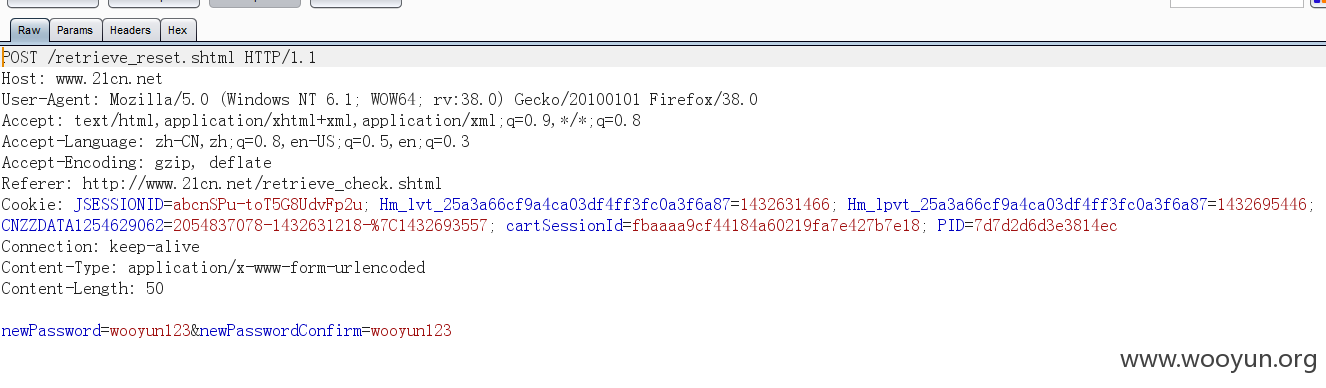 Raw Params Headers Hex
POST /retrieve_reset.shtml HTTP/1.1
Host: www.21cn.net
User-Agent: Mozilla/5.0 (Windows NT 6.1; WOW64; rv:38.0) Gecko/20100101 Firefox/38.0
Accept: text/html,application/xhtml+xml,application/xml;q=0.9,*/*;q=0.8
Accept-Language: zh-CN,zh;q=0.8,en-US;q=0.5,en;q=0.3
Accept-Encoding: gzip, deflate
Referer: http://www.21cn.net/retrieve_check.shtml
Cookie: JSESSIONID=abcnSPu-toT5G8UdvFp2u; Hm_lvt_25a3a66cf9a4ca03df4ff3fc0a3f6a87=1432631466; Hm_lpvt_25a3a66cf9a4ca03df4ff3fc0a3f6a87=1432695446;
CNZZDATA1254629062=2054837078-1432631218-%7C1432693557; cartSessionId=fbaaaa9cf44184a60219fa7e427b7e18; PID=7d7d2d6d3e3814ec
Connection: keep-alive
Content-Type: application/x-www-form-urlencoded
Content-Length: 50
newPassword=wooyun123&newPasswordConfirm=wooyun123
www.wooyun.org